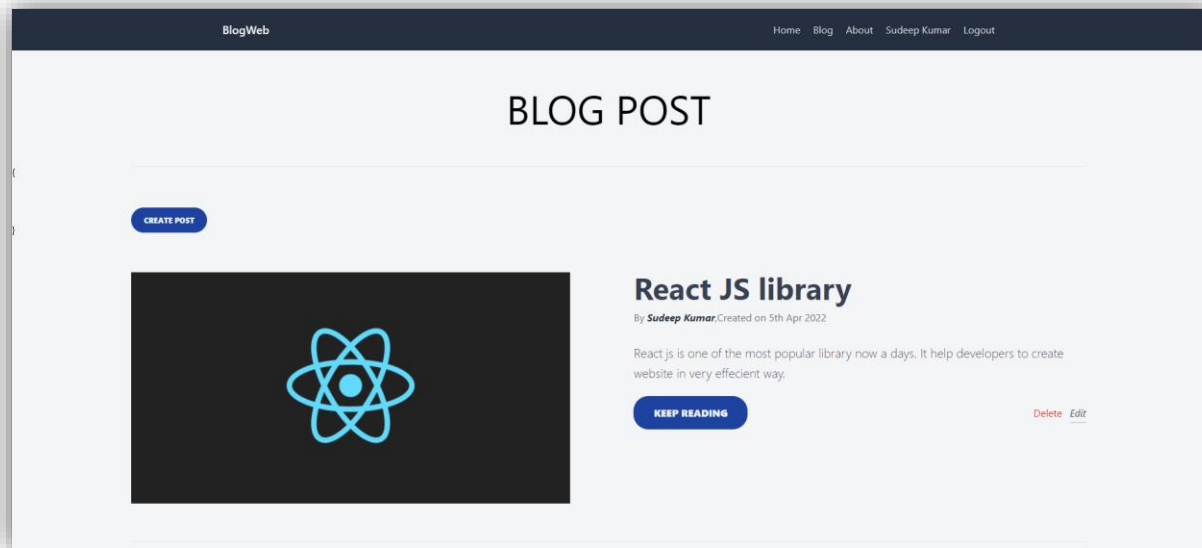 BlogWeb Home Blog About Sudeep Kumar Logout
BLOG POST
{
}
CREATE POST
React JS library
By Sudeep Kumar,Created on 5th Apr 2022
React js is one of the most popular library now a days. It help developers to create
website in very effecient way.
KEEP READING Delete Edit